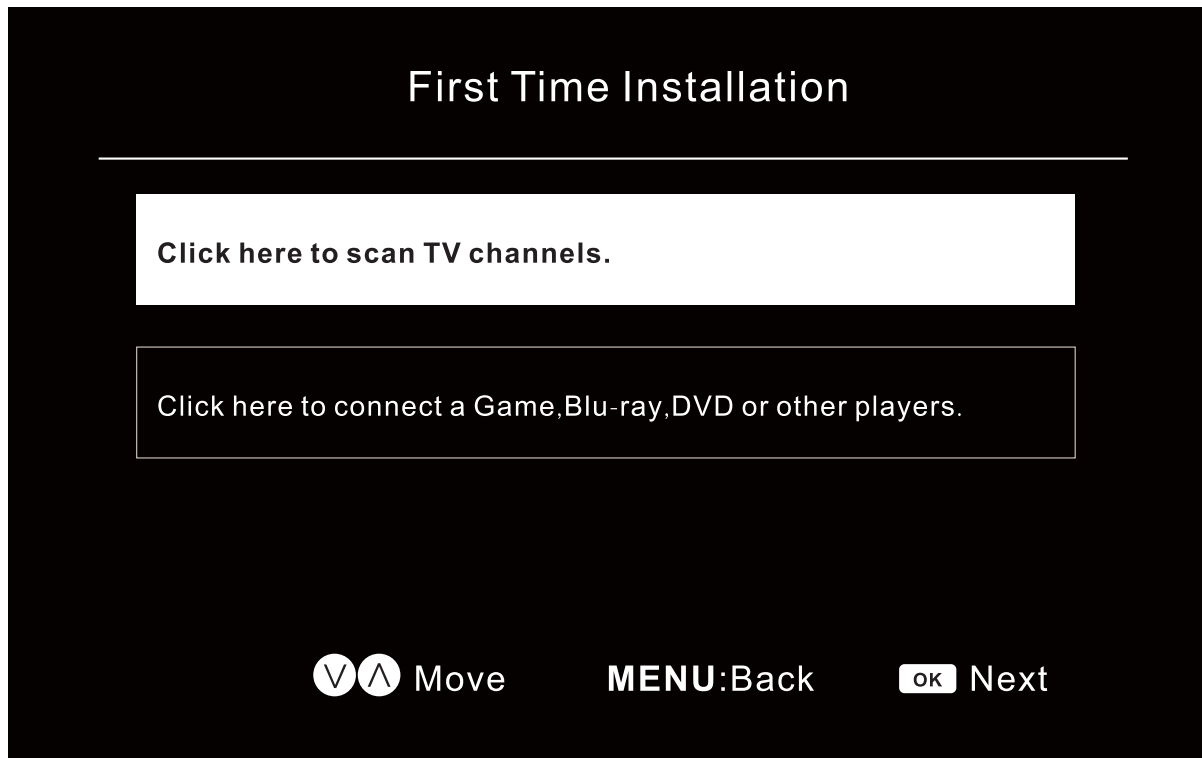 First Time Installation
Click here to scan TV channels.
Click here to connect a Game,Blu-ray,DVD or other players.
Move MENU:Back OK Next